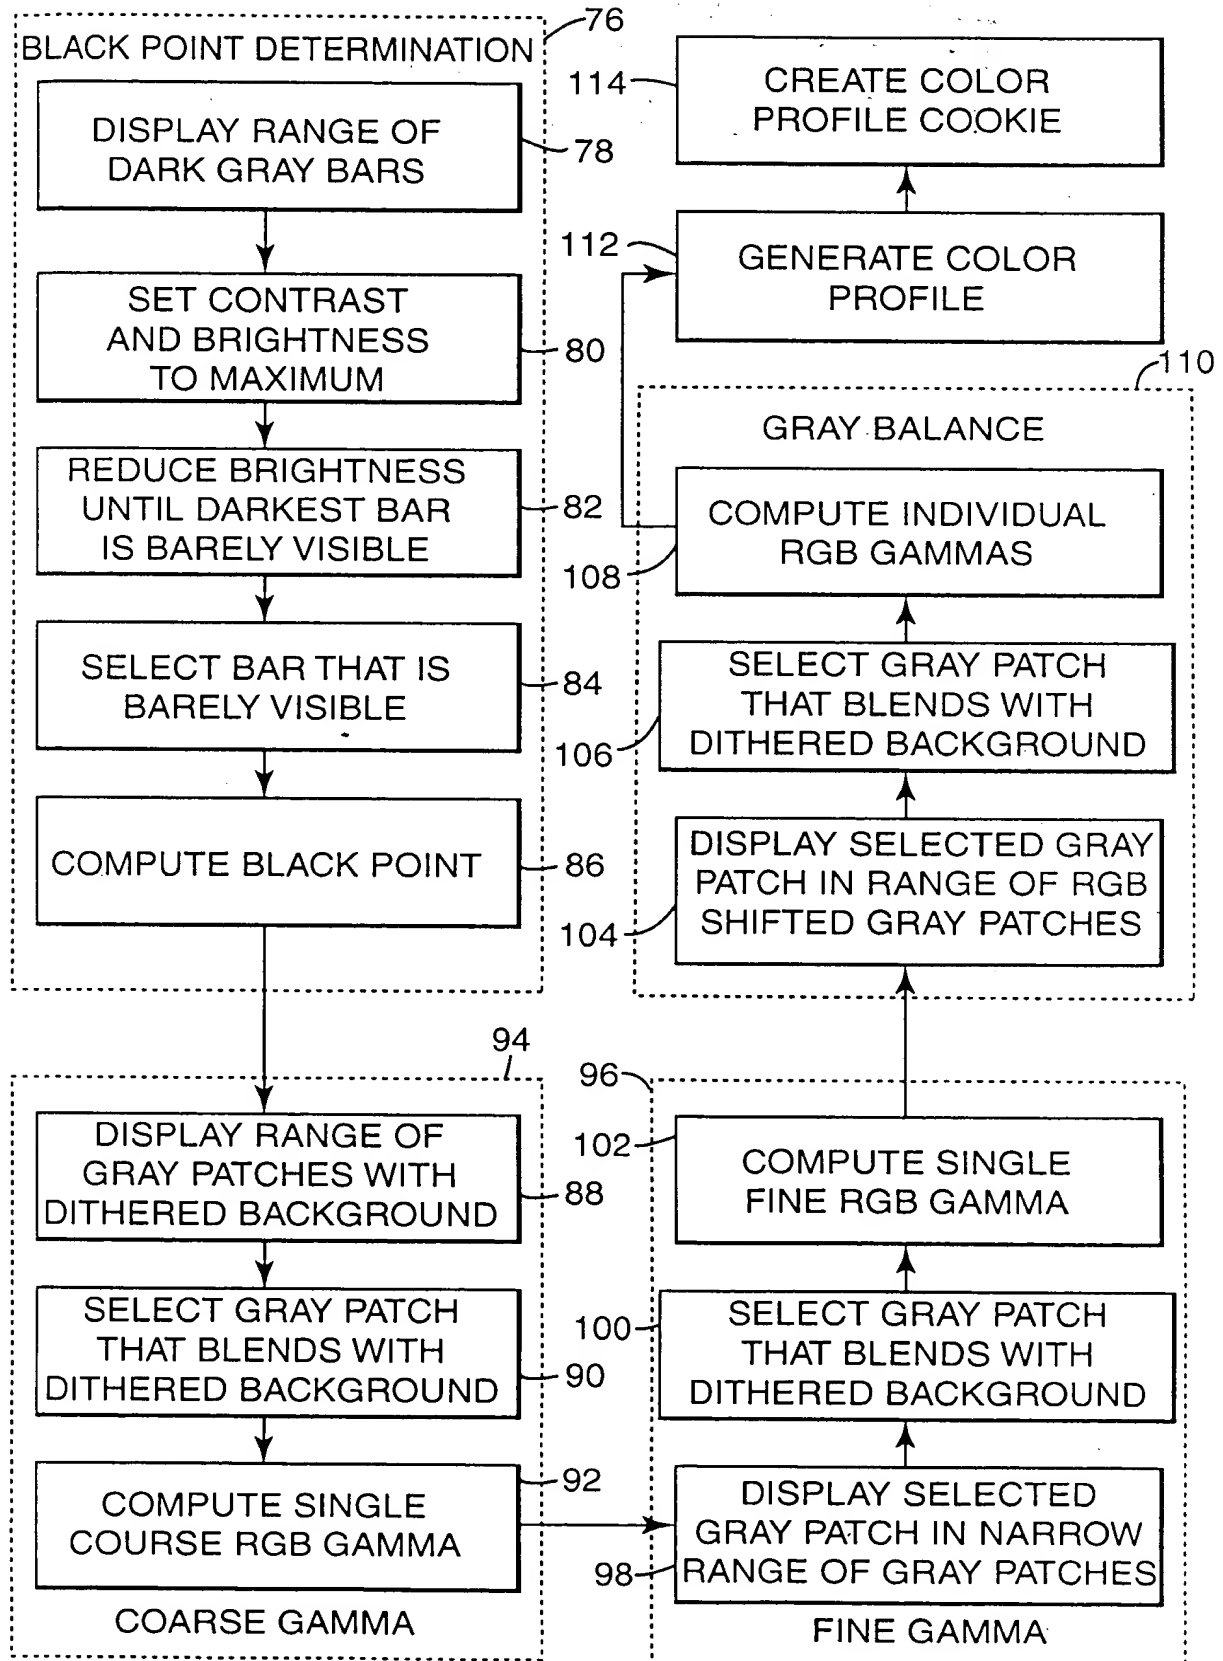 76
BLACK POINT DETERMINATION
DISPLAY RANGE OF
DARK GRAY BARS
78
SET CONTRAST
AND BRIGHTNESS
TO MAXIMUM
80
REDUCE BRIGHTNESS
UNTIL DARKEST BAR
IS BARELY VISIBLE
82
SELECT BAR THAT IS
BARELY VISIBLE
84
COMPUTE BLACK POINT
86
94
DISPLAY RANGE OF
GRAY PATCHES WITH
DITHERED BACKGROUND
88
SELECT GRAY PATCH
THAT BLENDS WITH
DITHERED BACKGROUND
90
92
COMPUTE SINGLE
COURSE RGB GAMMA
COARSE GAMMA
96
102
COMPUTE SINGLE
FINE RGB GAMMA
100
SELECT GRAY PATCH
THAT BLENDS WITH
DITHERED BACKGROUND
98
DISPLAY SELECTED
GRAY PATCH IN NARROW
RANGE OF GRAY PATCHES
FINE GAMMA
110
GRAY BALANCE
108
COMPUTE INDIVIDUAL
RGB GAMMAS
106
SELECT GRAY PATCH
THAT BLENDS WITH
DITHERED BACKGROUND
104
DISPLAY SELECTED GRAY
PATCH IN RANGE OF RGB
SHIFTED GRAY PATCHES
112
GENERATE COLOR
PROFILE
114
CREATE COLOR
PROFILE COOKIE